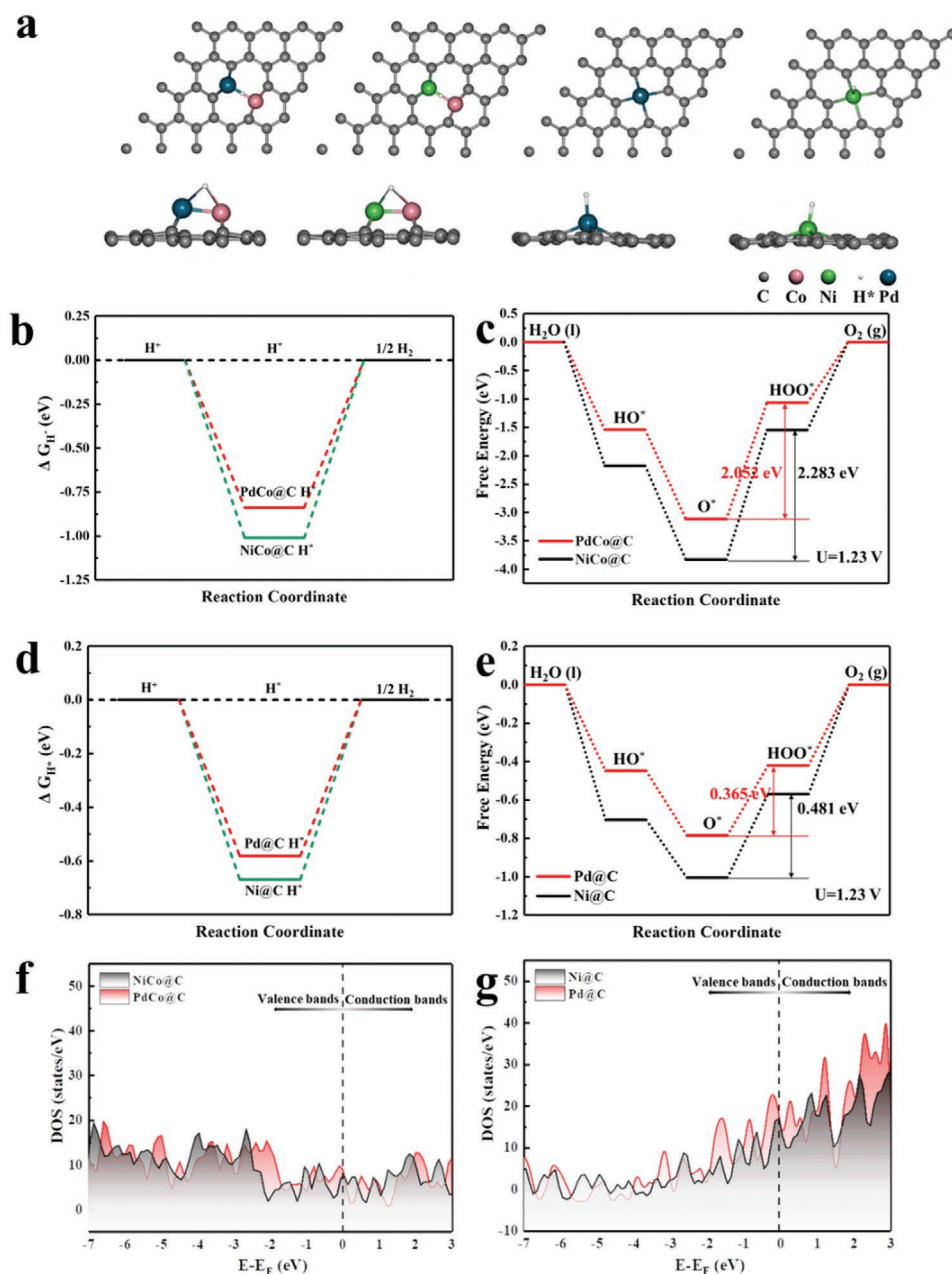 a
C Co Ni H* Pd
b
0.25
0.00
-0.25
-0.50
-0.75
-1.00
-1.25
Δ G_H* (eV)
H⁺ H* 1/2 H₂
PdCo@C H*
NiCo@C H*
Reaction Coordinate
c
0.0
-1.0
-1.5
-3.0
-3.5
-4.0
Free Energy (eV)
H₂O (l)
O₂ (g)
HO*
HOO*
O*
2.052 eV
2.283 eV
PdCo@C
NiCo@C
U=1.23 V
Reaction Coordinate
d
0.2
0.0
-0.2
-0.4
-0.6
-0.8
Δ G_H* (eV)
H⁺ H* 1/2 H₂
Pd@C H*
Ni@C H*
Reaction Coordinate
e
0.2
0.0
-0.2
-0.4
-0.6
-0.8
-1.0
-1.2
Free Energy (eV)
H₂O (l)
O₂ (g)
HO*
HOO*
O*
0.365 eV
0.481 eV
Pd@C
Ni@C
U=1.23 V
Reaction Coordinate
f
NiCo@C
PdCo@C
Valence bands Conduction bands
50
40
30
20
10
0
DOS (states/eV)
-7 -6 -5 -4 -3 -2 -1 0 1 2 3
E-E_F (eV)
g
Ni@C
Pd@C
Valence bands Conduction bands
50
40
30
20
10
0
-10
DOS (states/eV)
-7 -6 -5 -4 -3 -2 -1 0 1 2 3
E-E_F (eV)